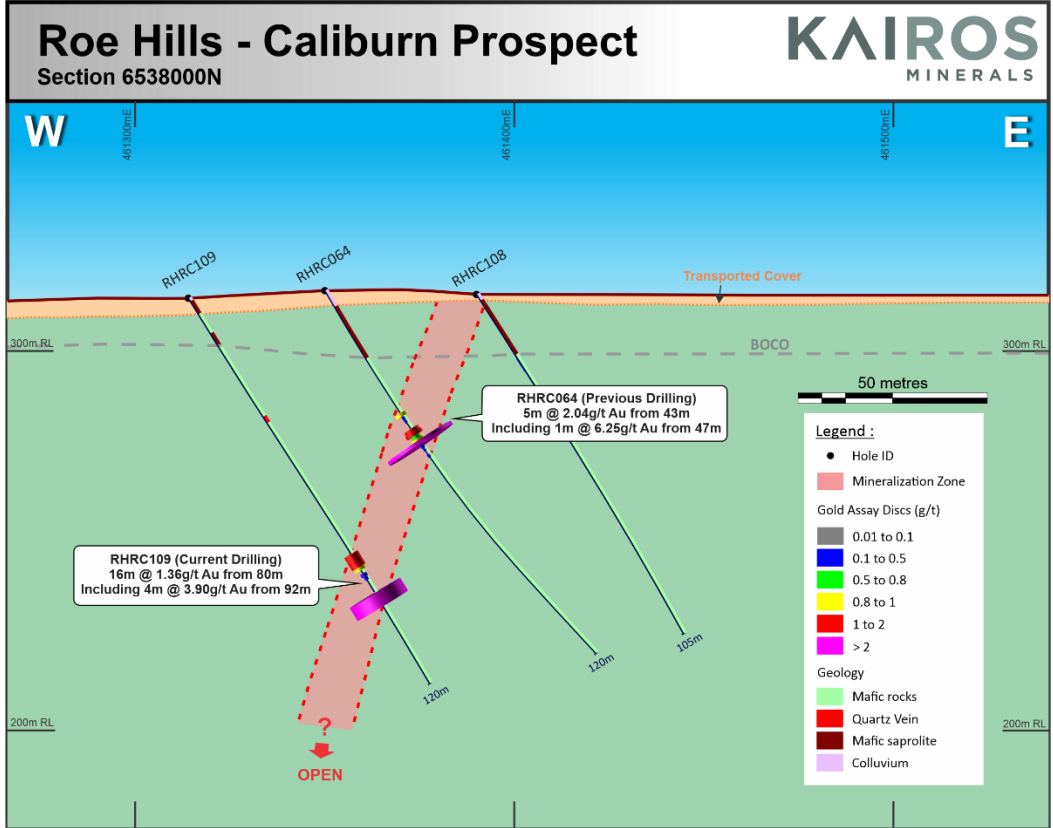 Roe Hills - Caliburn Prospect
Section 6538000N
KAIROS
MINERALS
W
461300mE
461400mE
461500mE
E
RHRC109
RHRC064
RHRC108
Transported Cover
300m RL
BOCO
300m RL
50 metres
RHRC064 (Previous Drilling)
5m @ 2.04g/t Au from 43m
Including 1m @ 6.25g/t Au from 47m
Legend :
Hole ID
Mineralization Zone
Gold Assay Discs (g/t)
0.01 to 0.1
0.1 to 0.5
0.5 to 0.8
0.8 to 1
1 to 2
> 2
Geology
Mafic rocks
Quartz Vein
Mafic saprolite
Colluvium
RHRC109 (Current Drilling)
16m @ 1.36g/t Au from 80m
Including 4m @ 3.90g/t Au from 92m
120m
120m
105m
200m RL
200m RL
?
OPEN